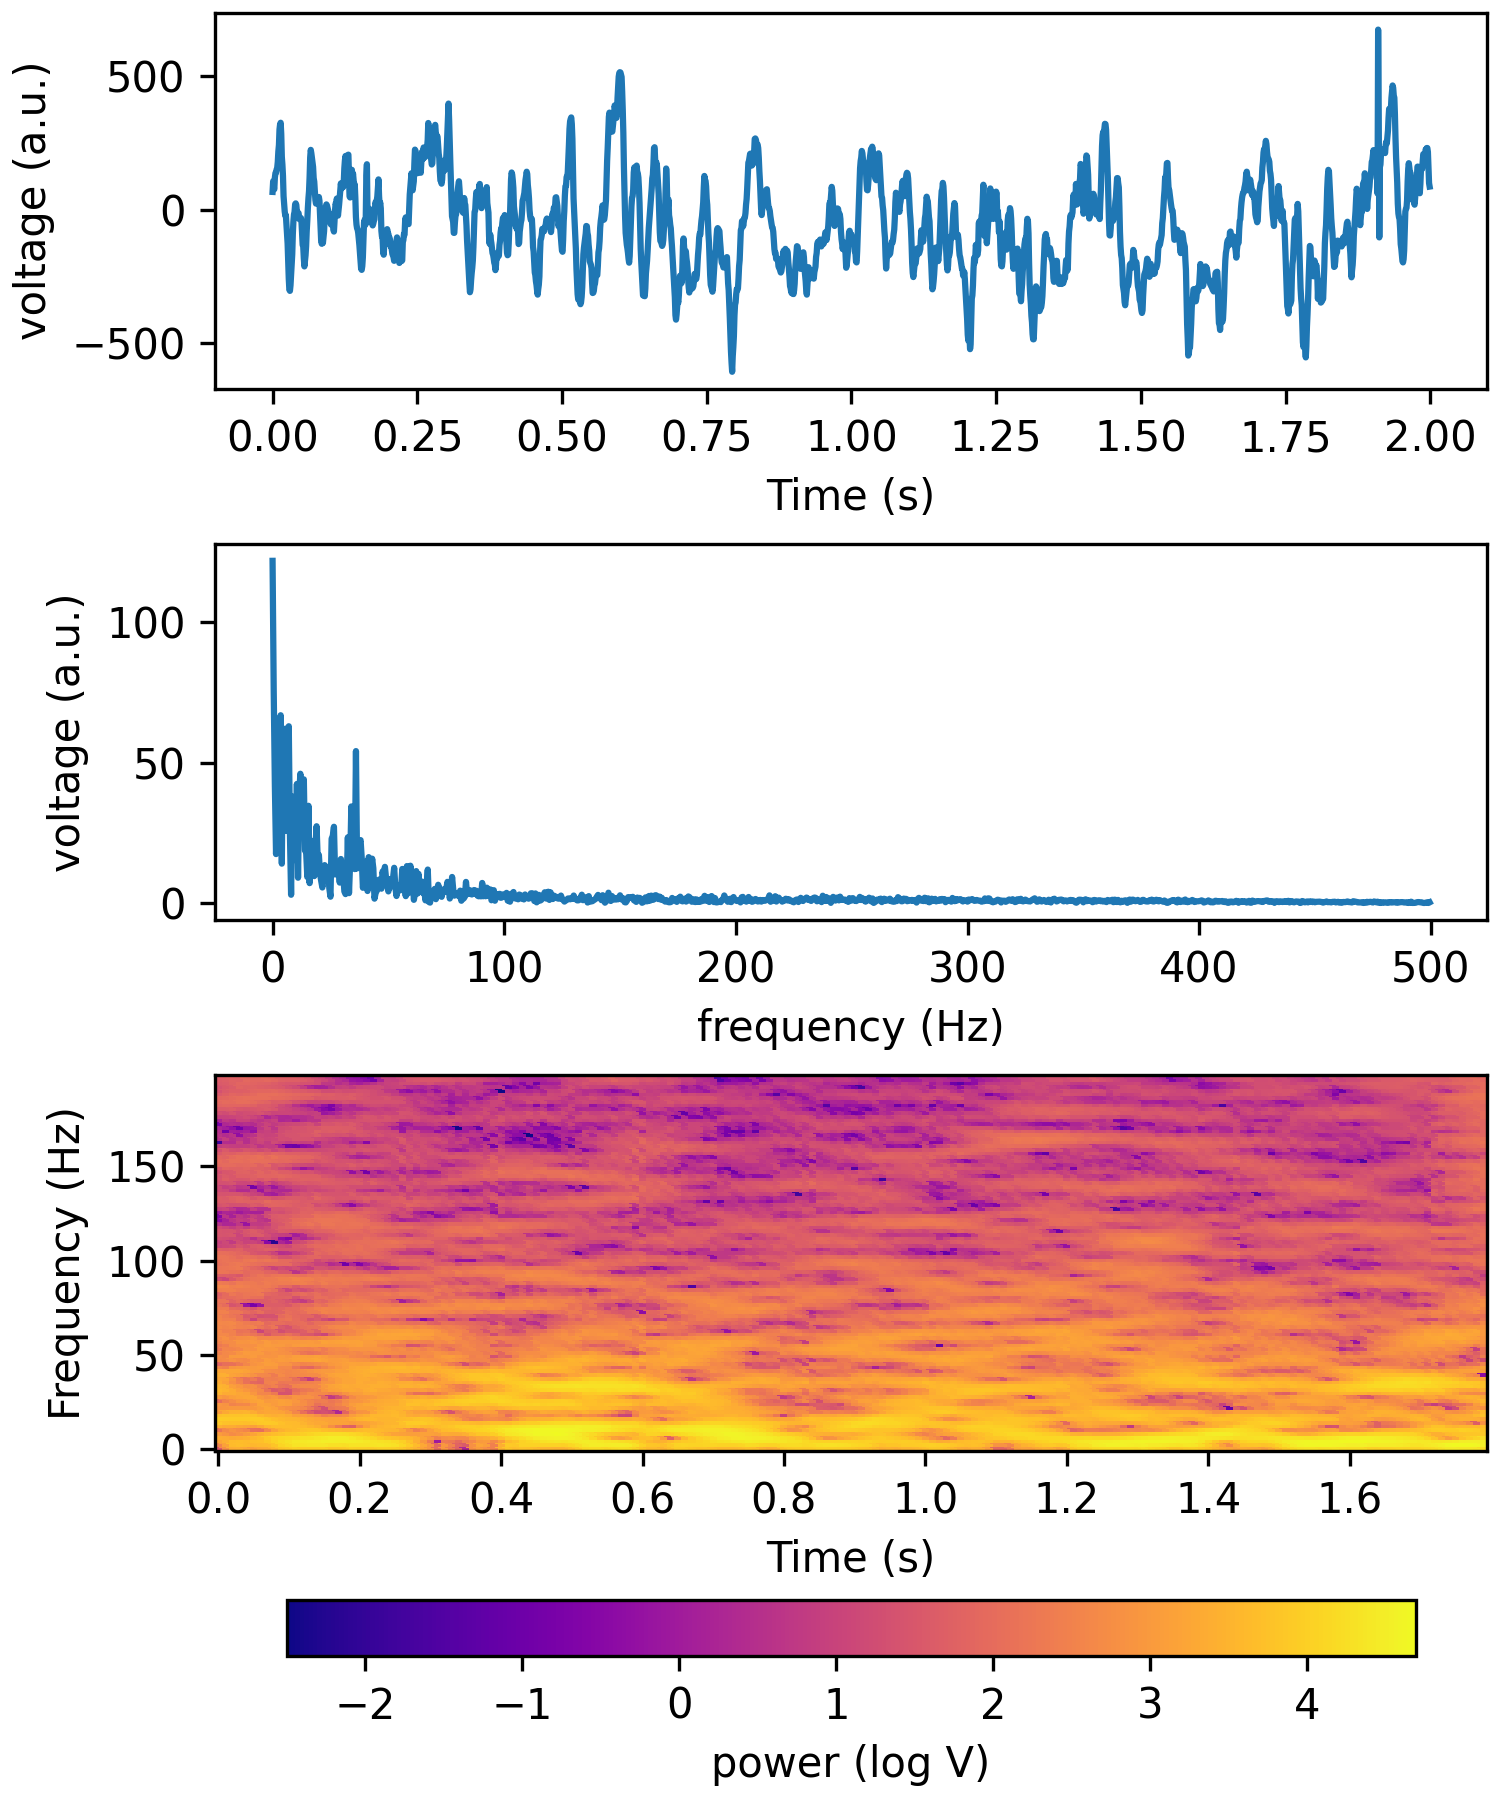 voltage (a.u.)
500
0
−500
0.00 0.25 0.50 0.75 1.00 1.25 1.50 1.75 2.00
Time (s)
voltage (a.u.)
100
50
0
0 100 200 300 400 500
frequency (Hz)
Frequency (Hz)
150
100
50
0
0.0 0.2 0.4 0.6 0.8 1.0 1.2 1.4 1.6
Time (s)
−2 −1 0 1 2 3 4
power (log V)